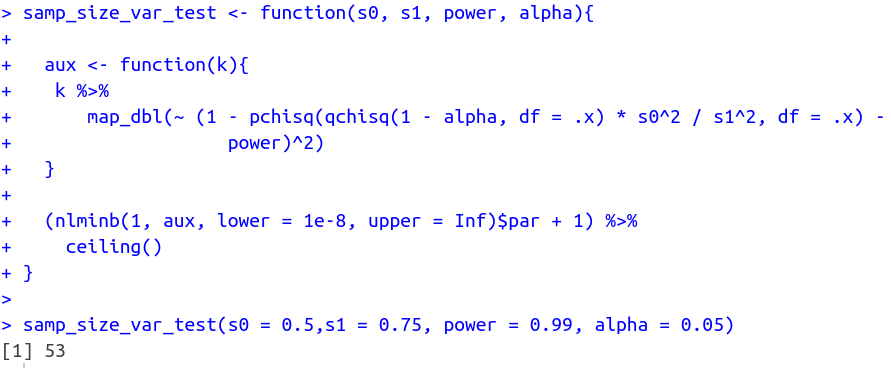 > samp_size_var_test <- function(s0, s1, power, alpha){
+
+   aux <- function(k){
+    k %>%
+       map_dbl(~ (1 - pchisq(qchisq(1 - alpha, df = .x) * s0^2 / s1^2, df = .x) -
+                    power)^2)
+   }
+
+   (nlminb(1, aux, lower = 1e-8, upper = Inf)$par + 1) %>%
+     ceiling()
+ }
>
> samp_size_var_test(s0 = 0.5,s1 = 0.75, power = 0.99, alpha = 0.05)
[1] 53